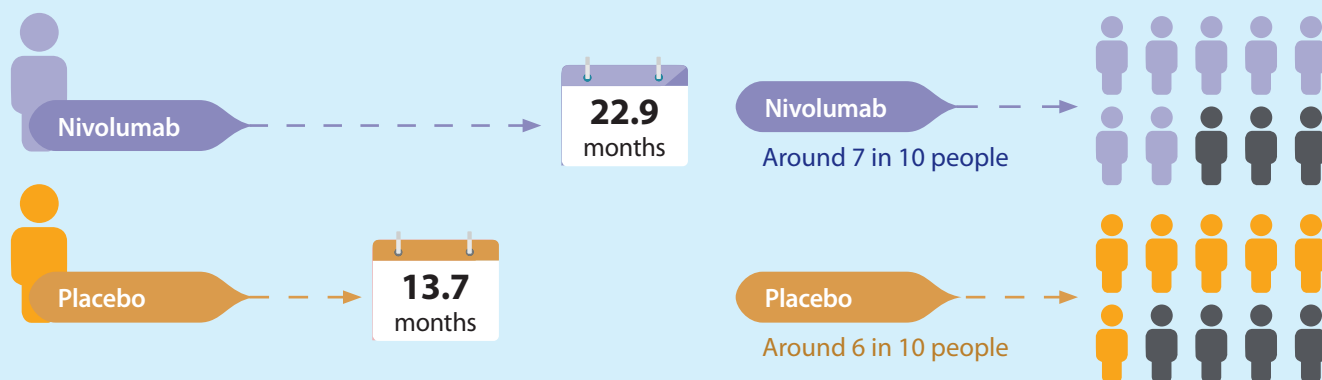 Nivolumab
22.9
months
Placebo
13.7
months
Nivolumab
Around 7 in 10 people
Placebo
Around 6 in 10 people